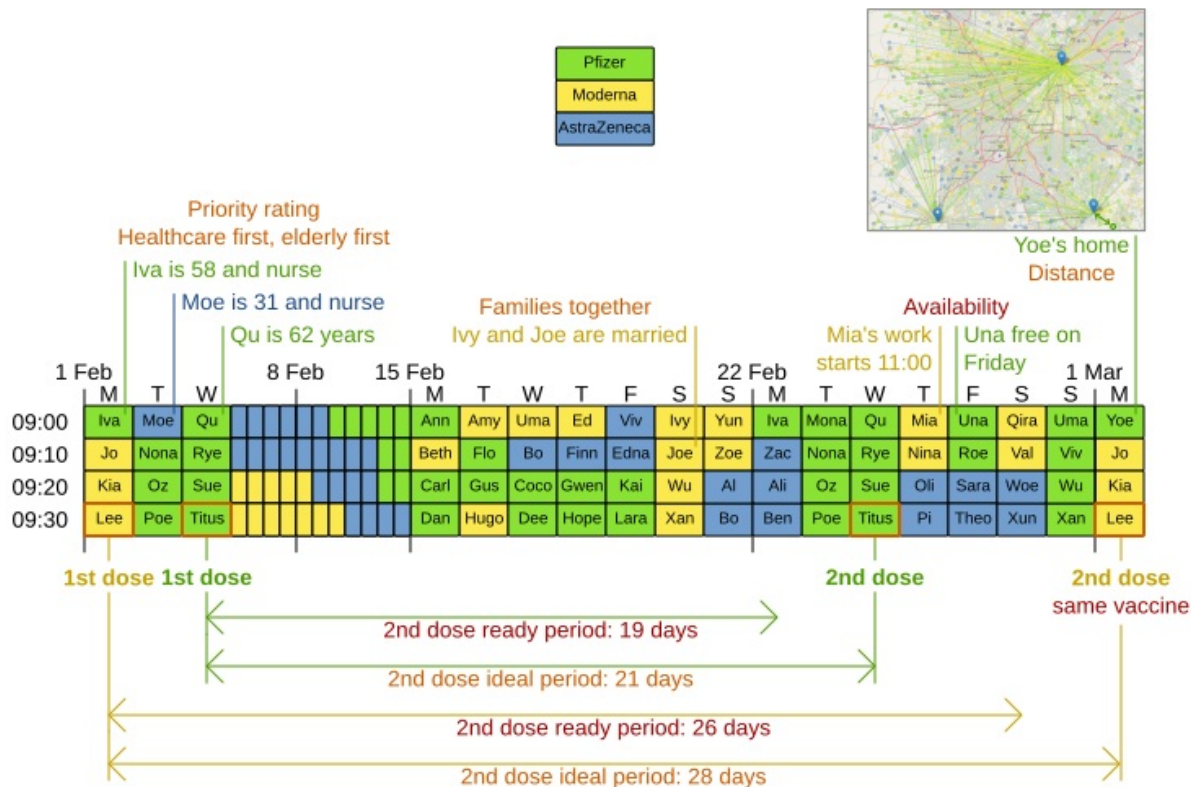 Pfizer
Moderna
AstraZeneca
Priority rating
Healthcare first, elderly first
Iva is 58 and nurse
Moe is 31 and nurse
Qu is 62 years
Families together
Ivy and Joe are married
Availability
Mia's work
starts 11:00
Una free on
Friday
Yoe's home
Distance
1 Feb 8 Feb 15 Feb 22 Feb 1 Mar
M T W M T W T F S S M T W T F S S M
09:00 Iva Moe Qu Ann Amy Uma Ed Viv Ivy Yun Iva Mona Qu Mia Una Qira Uma Yoe
09:10 Jo Nona Rye Beth Flo Bo Finn Edna Joe Zoe Zac Nona Rye Nina Roe Val Viv Jo
09:20 Kia Oz Sue Carl Gus Coco Gwen Kai Wu Al Ali Oz Sue Oli Sara Woe Wu Kia
09:30 Lee Poe Titus Dan Hugo Dee Hope Lara Xan Bo Ben Poe Titus Pi Theo Xun Xan Lee
1st dose 1st dose 2nd dose 2nd dose
same vaccine
2nd dose ready period: 19 days
2nd dose ideal period: 21 days
2nd dose ready period: 26 days
2nd dose ideal period: 28 days